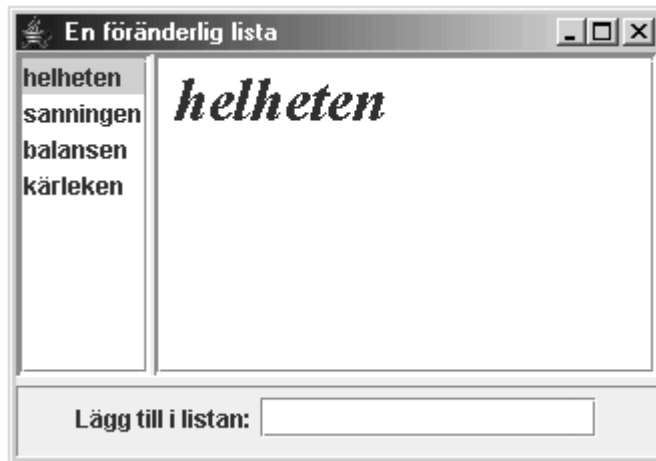 En föränderlig lista
helheten
sanningen
balansen
kärleken
helheten
Lägg till i listan: